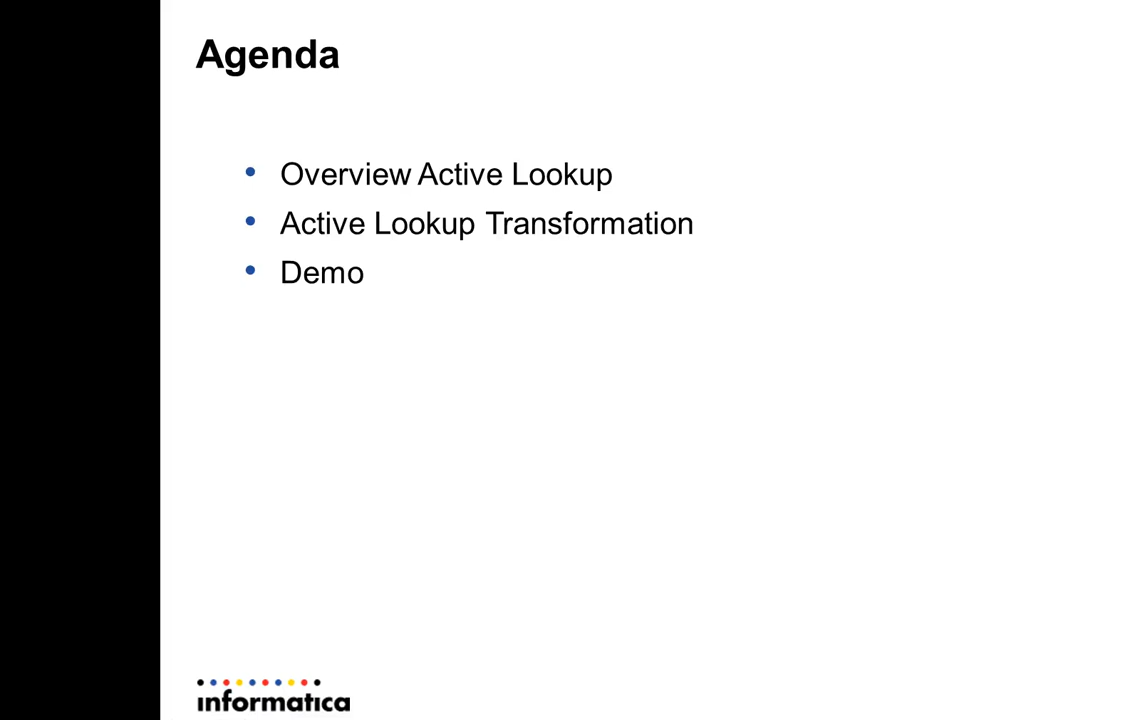 Agenda
• Overview Active Lookup
• Active Lookup Transformation
• Demo
informatica